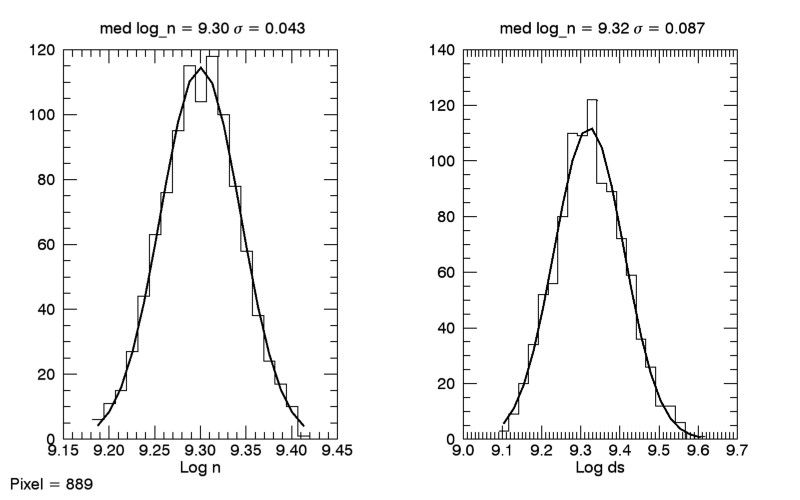 med log_n = 9.30 σ = 0.043
120
100
80
60
40
20
0
9.15 9.20 9.25 9.30 9.35 9.40 9.45
Log n
med log_n = 9.32 σ = 0.087
140
120
100
80
60
40
20
0
9.0 9.1 9.2 9.3 9.4 9.5 9.6 9.7
Log ds
Pixel = 889